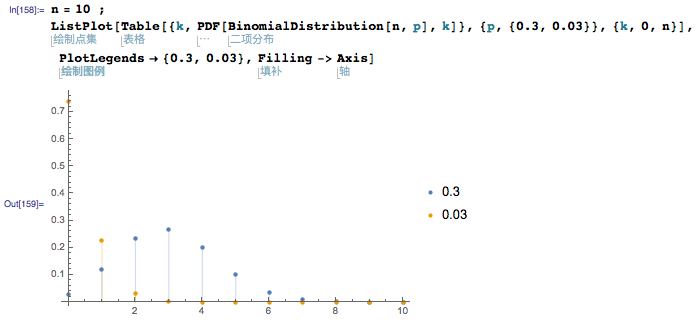 In[158]:= n = 10 ;
ListPlot[Table[{k, PDF[BinomialDistribution[n, p], k]}, {p, {0.3, 0.03}}, {k, 0, n}],
绘制点集 表格 … 二项分布
PlotLegends → {0.3, 0.03}, Filling -> Axis]
绘制图例 填补 轴
0.7
0.6
0.5
0.4
0.3
0.2
0.1
Out[159]=
0.3
0.03
2 4 6 8 10